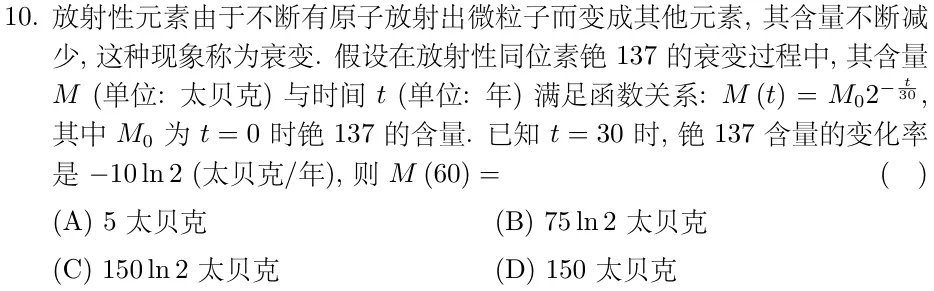 10. 放射性元素由于不断有原子放射出微粒子而变成其他元素, 其含量不断减
少, 这种现象称为衰变. 假设在放射性同位素铯 137 的衰变过程中, 其含量
M (单位: 太贝克) 与时间 t (单位: 年) 满足函数关系: M (t) = M₀2^{-\frac{t}{30}},
其中 M₀ 为 t = 0 时铯 137 的含量. 已知 t = 30 时, 铯 137 含量的变化率
是 −10 ln 2 (太贝克/年), 则 M (60) = ( )
(A) 5 太贝克 (B) 75 ln 2 太贝克
(C) 150 ln 2 太贝克 (D) 150 太贝克